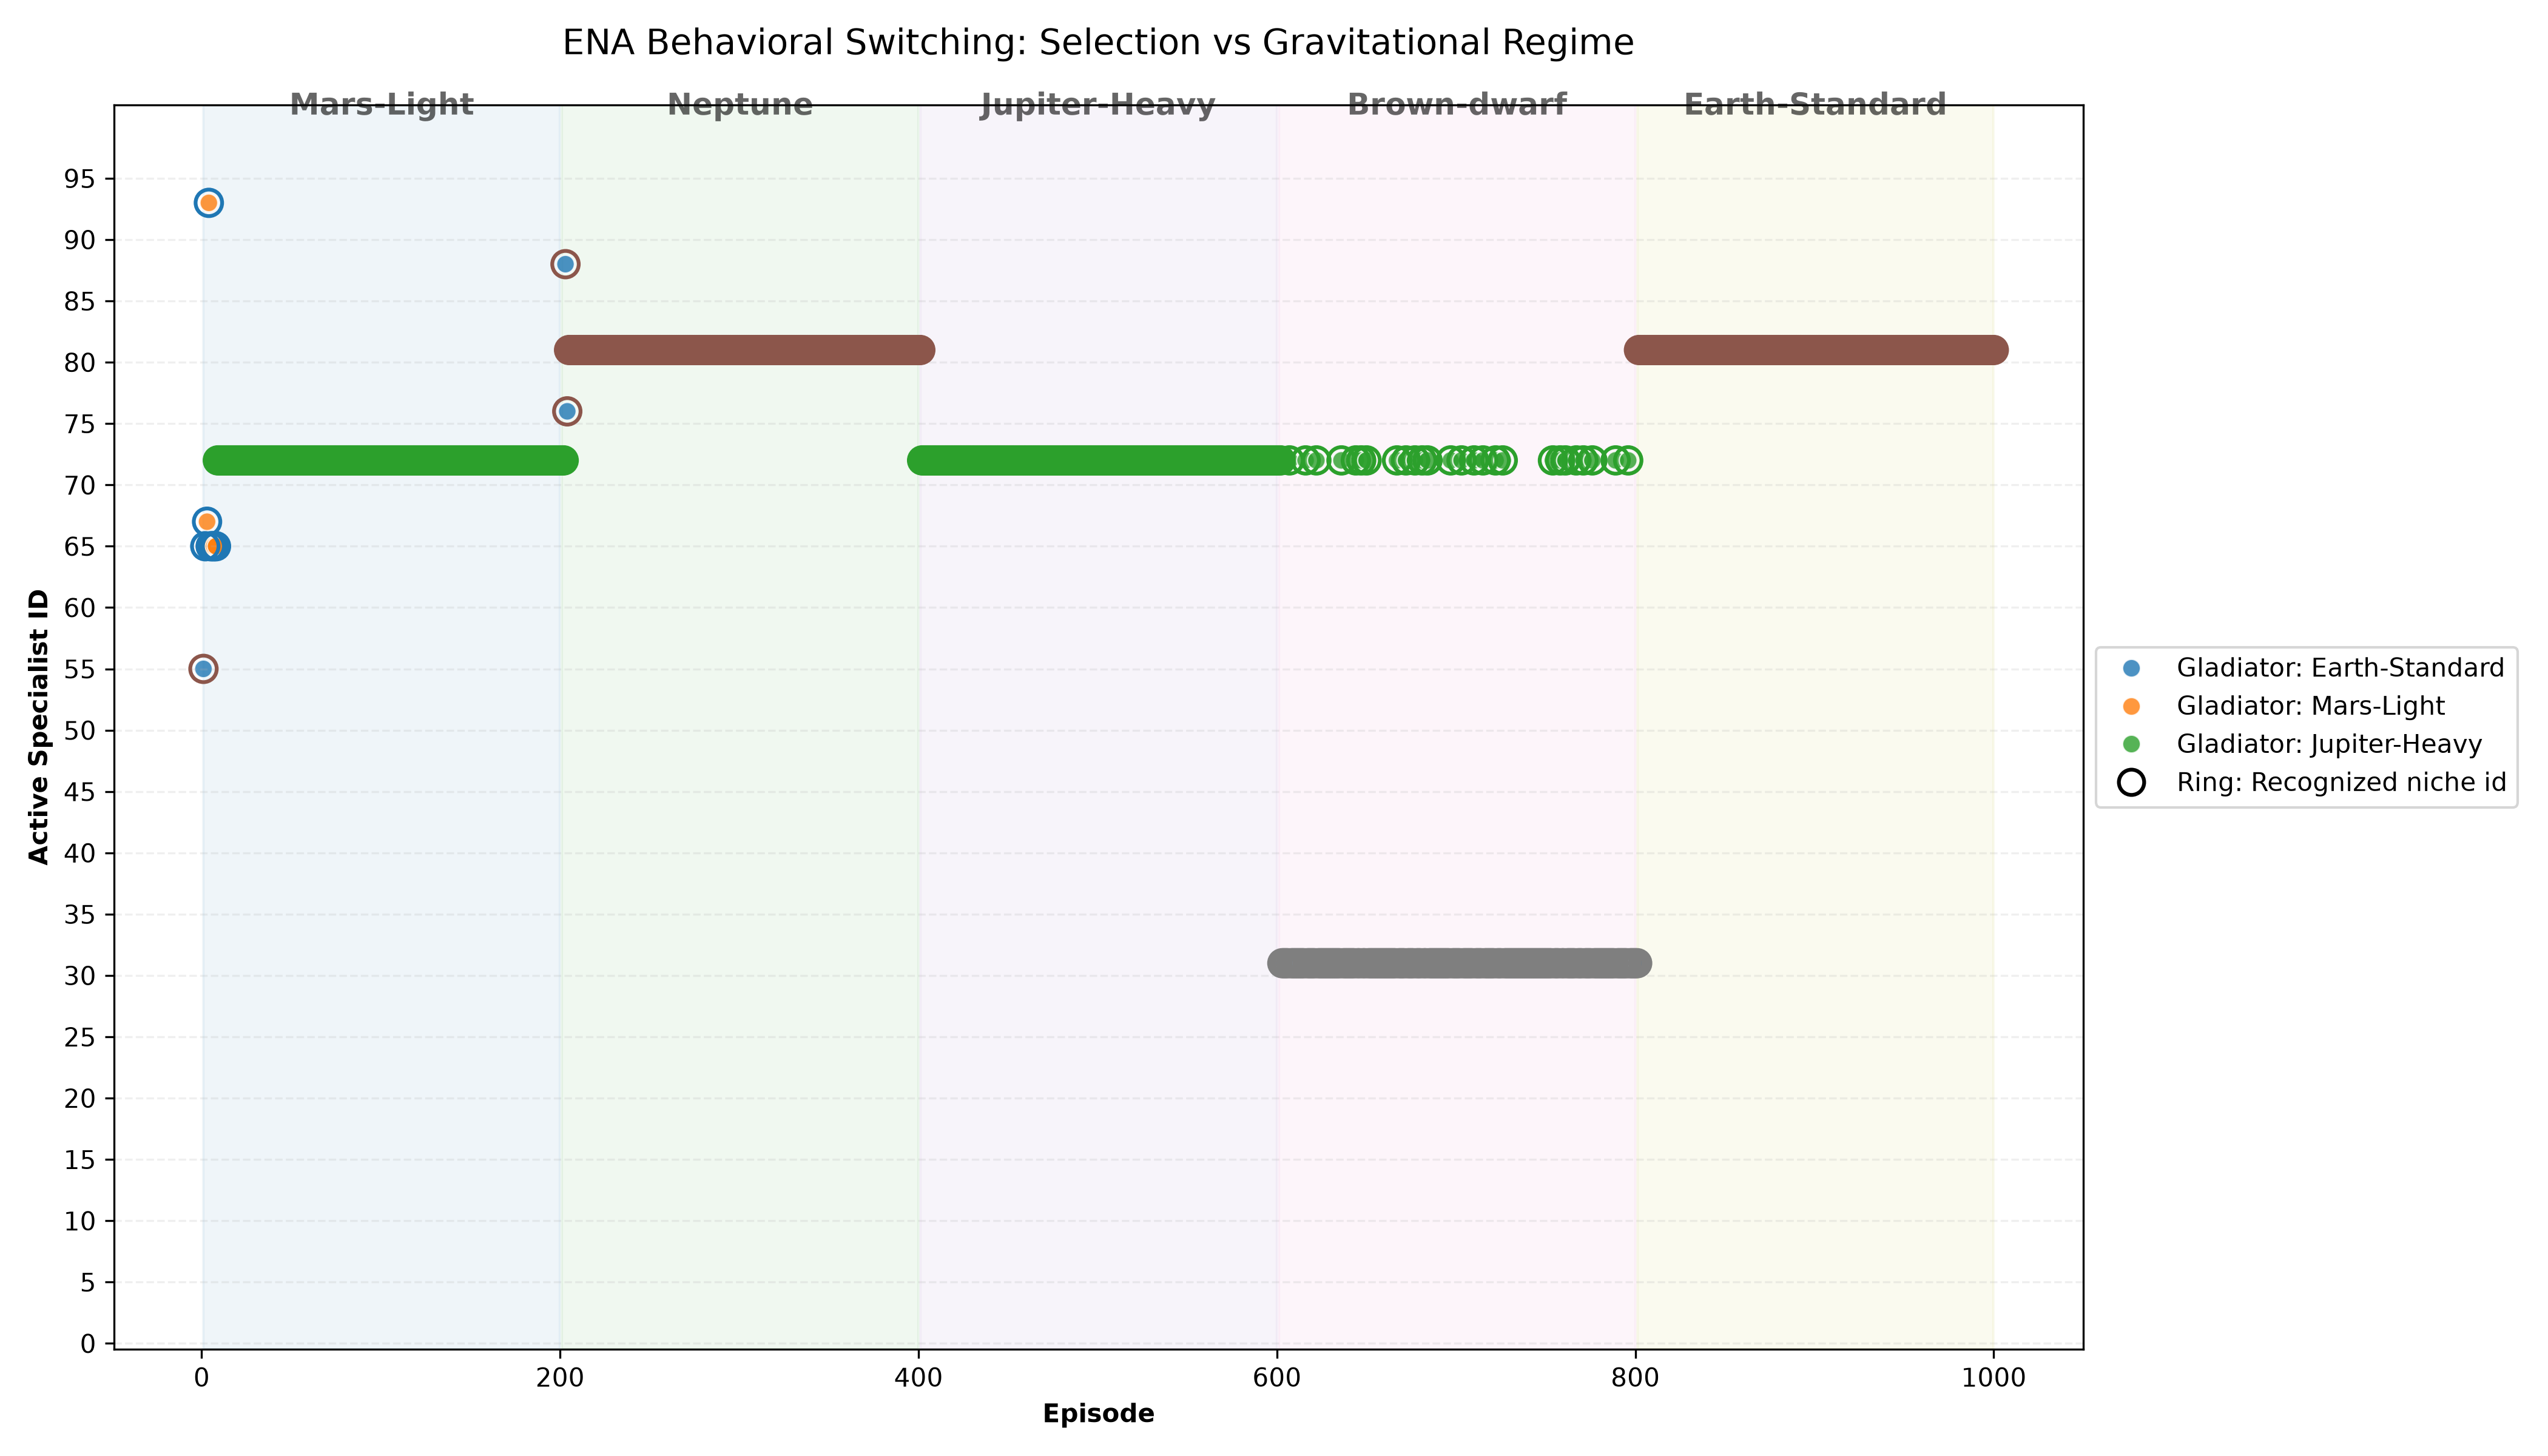 ENA Behavioral Switching: Selection vs Gravitational Regime
Mars-Light Neptune Jupiter-Heavy Brown-dwarf Earth-Standard
95
90
85
80
75
70
65
60
55
50
45
40
35
30
25
20
15
10
5
0
Active Specialist ID
0 200 400 600 800 1000
Episode
Gladiator: Earth-Standard
Gladiator: Mars-Light
Gladiator: Jupiter-Heavy
Ring: Recognized niche id